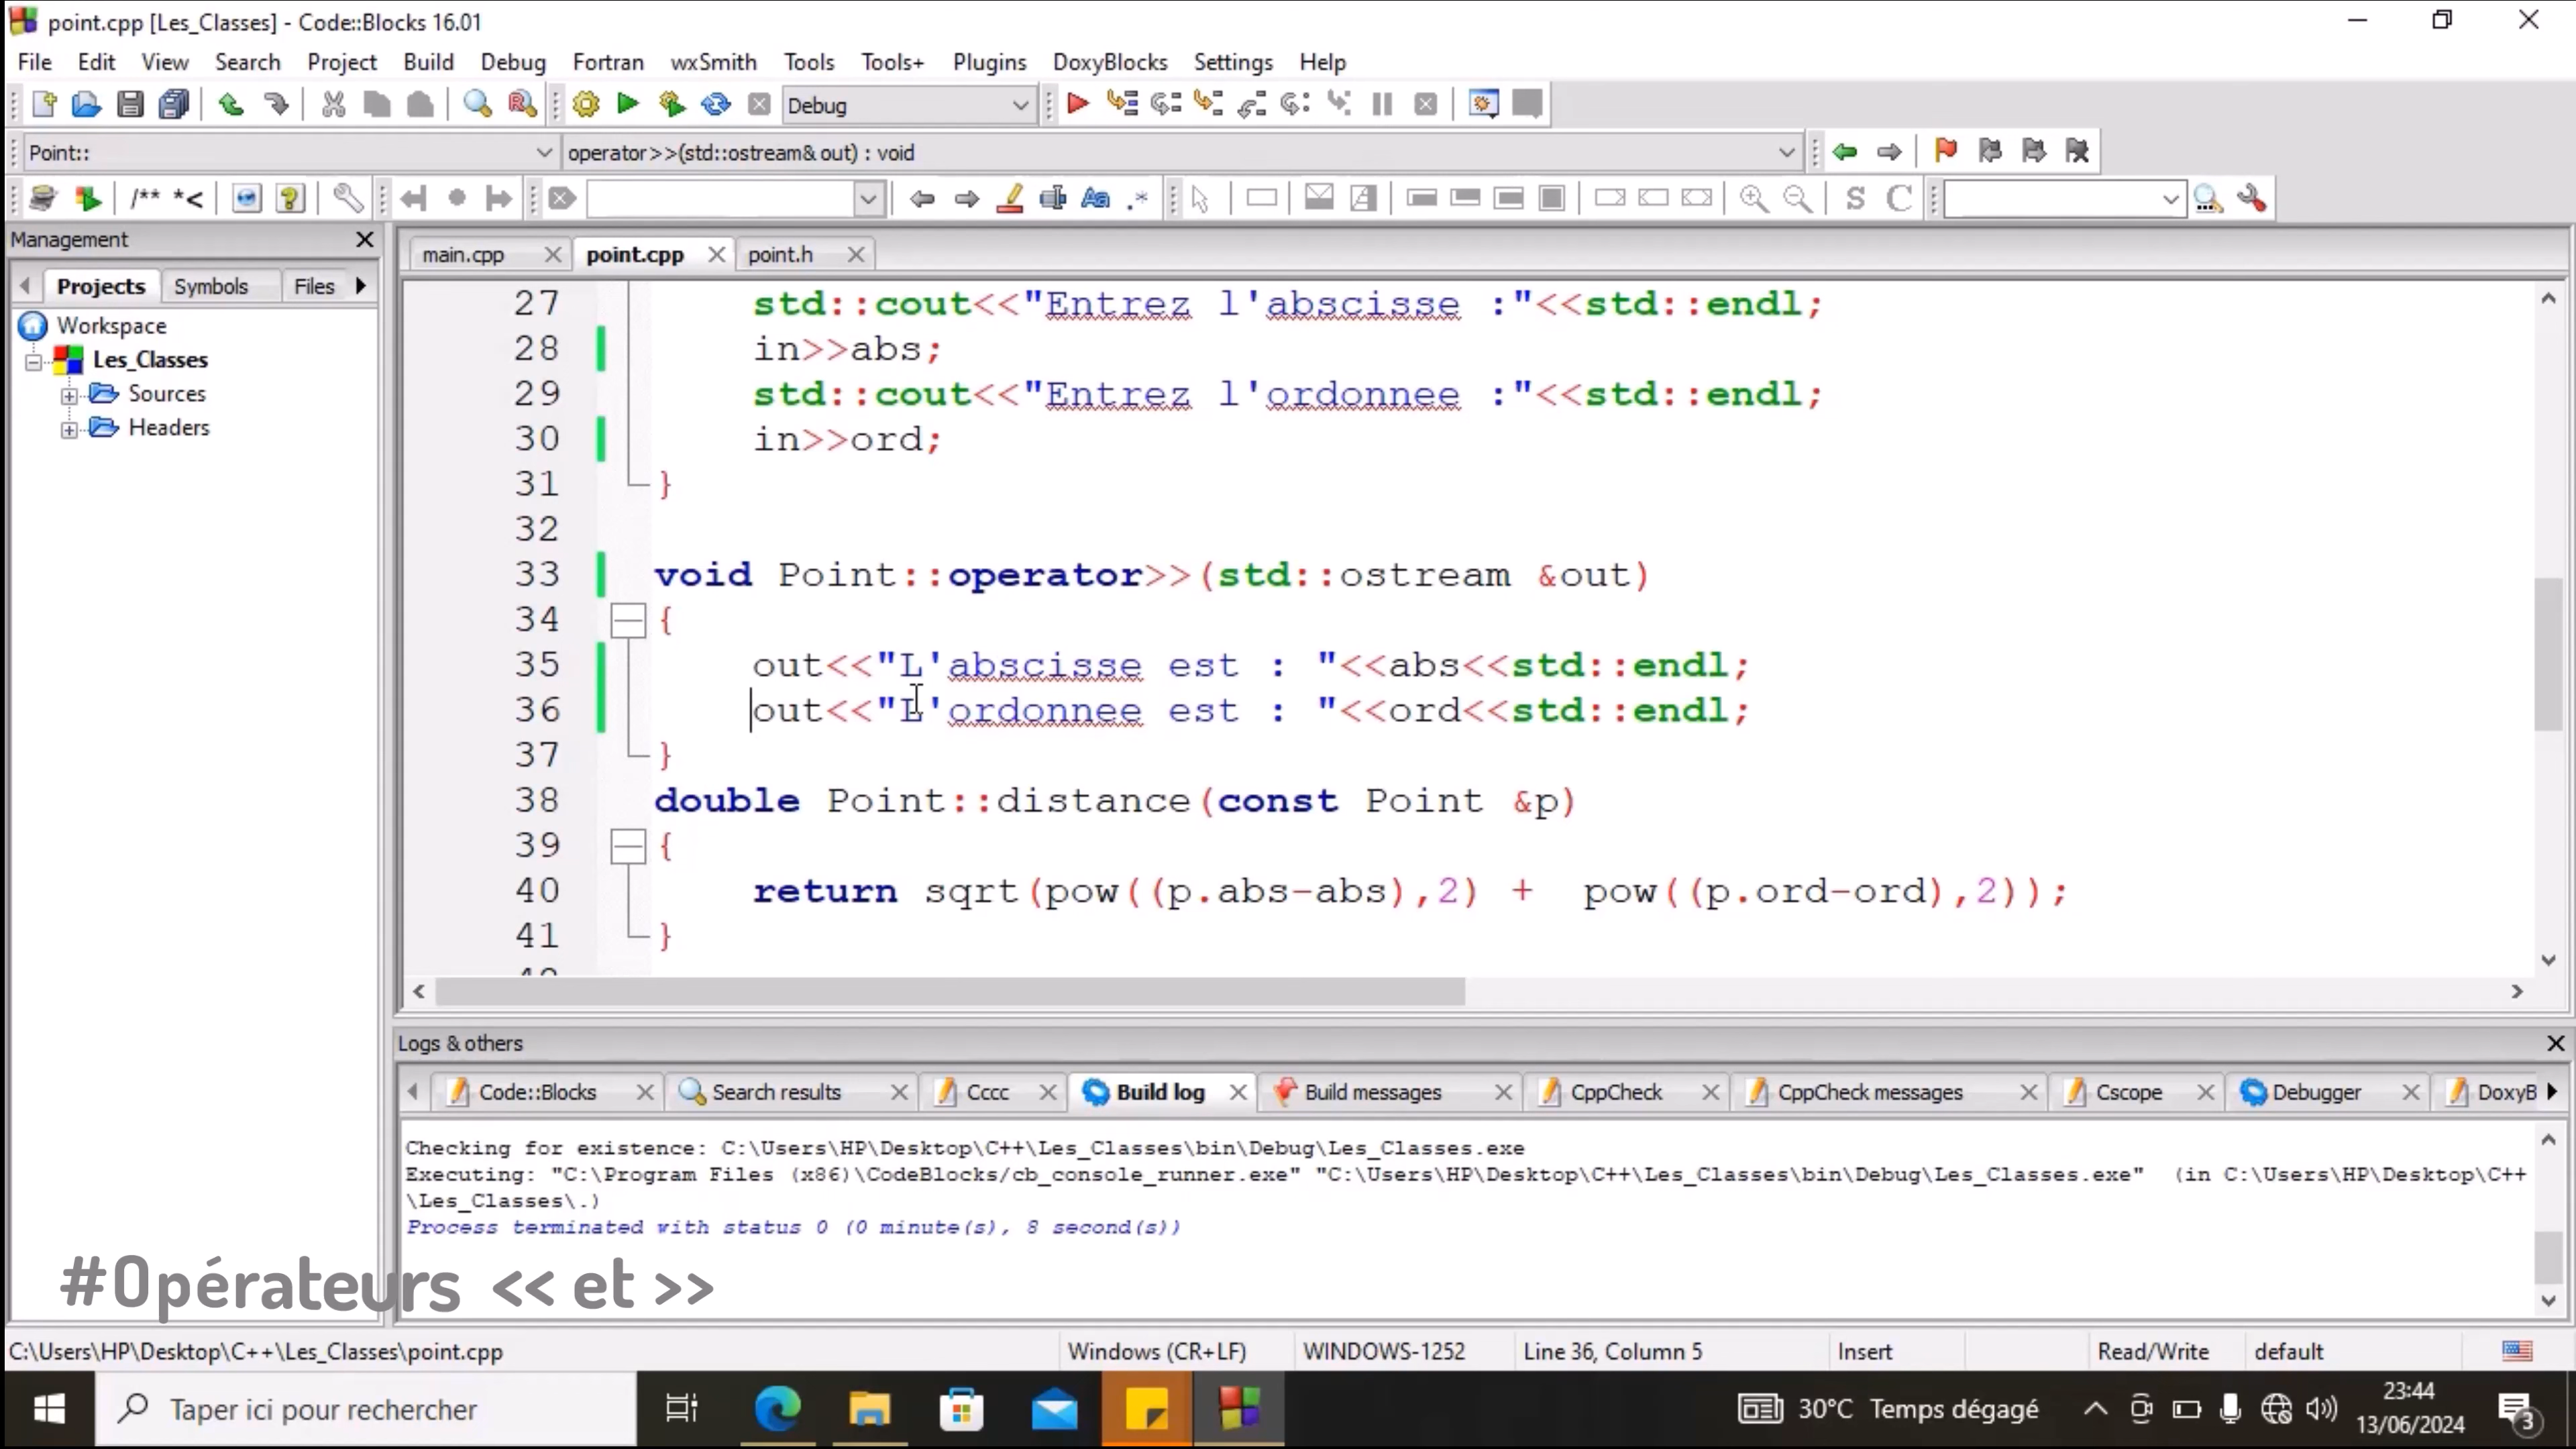 point.cpp [Les_Classes] - Code::Blocks 16.01
File Edit View Search Project Build Debug Fortran wxSmith Tools Tools+ Plugins DoxyBlocks Settings Help
Debug
Point:: operator>>(std::ostream& out) : void
/** *< Aa .* S C
Management
Projects Symbols Files
Workspace
Les_Classes
Sources
Headers
main.cpp point.cpp point.h
27 std::cout<<"Entrez l'abscisse :"<<std::endl;
28 in>>abs;
29 std::cout<<"Entrez l'ordonnee :"<<std::endl;
30 in>>ord;
31 }
32
33 void Point::operator>>(std::ostream &out)
34 {
35 out<<"L'abscisse est : "<<abs<<std::endl;
36 out<<"L'ordonnee est : "<<ord<<std::endl;
37 }
38 double Point::distance(const Point &p)
39 {
40 return sqrt(pow((p.abs-abs),2) + pow((p.ord-ord),2));
41 }
Logs & others
Code::Blocks Search results Cccc Build log Build messages CppCheck CppCheck messages Cscope Debugger DoxyB
Checking for existence: C:\Users\HP\Desktop\C++\Les_Classes\bin\Debug\Les_Classes.exe
Executing: "C:\Program Files (x86)\CodeBlocks/cb_console_runner.exe" "C:\Users\HP\Desktop\C++\Les_Classes\bin\Debug\Les_Classes.exe" (in C:\Users\HP\Desktop\C++
\Les_Classes\.)
Process terminated with status 0 (0 minute(s), 8 second(s))
#Opérateurs << et >>
C:\Users\HP\Desktop\C++\Les_Classes\point.cpp Windows (CR+LF) WINDOWS-1252 Line 36, Column 5 Insert Read/Write default
Taper ici pour rechercher 30°C Temps dégagé 23:44
13/06/2024 3